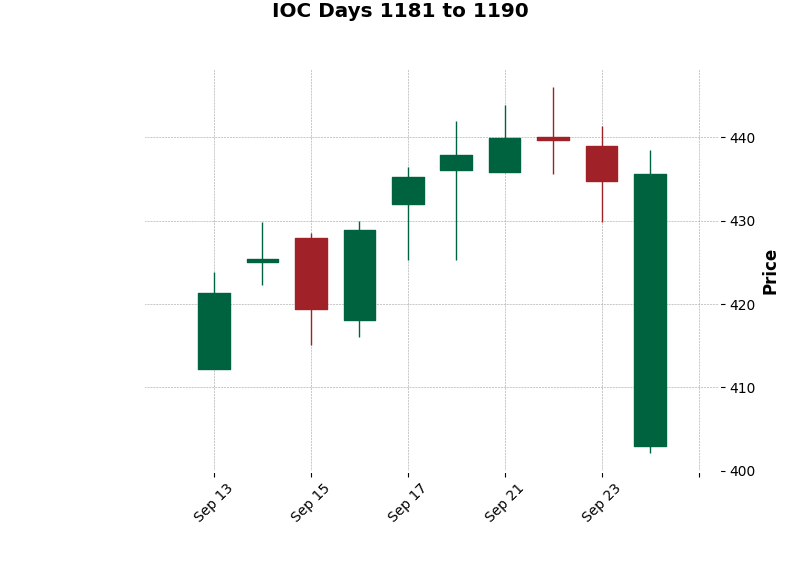 IOC Days 1181 to 1190
440
430
420
410
400
Price
Sep 13
Sep 15
Sep 17
Sep 21
Sep 23